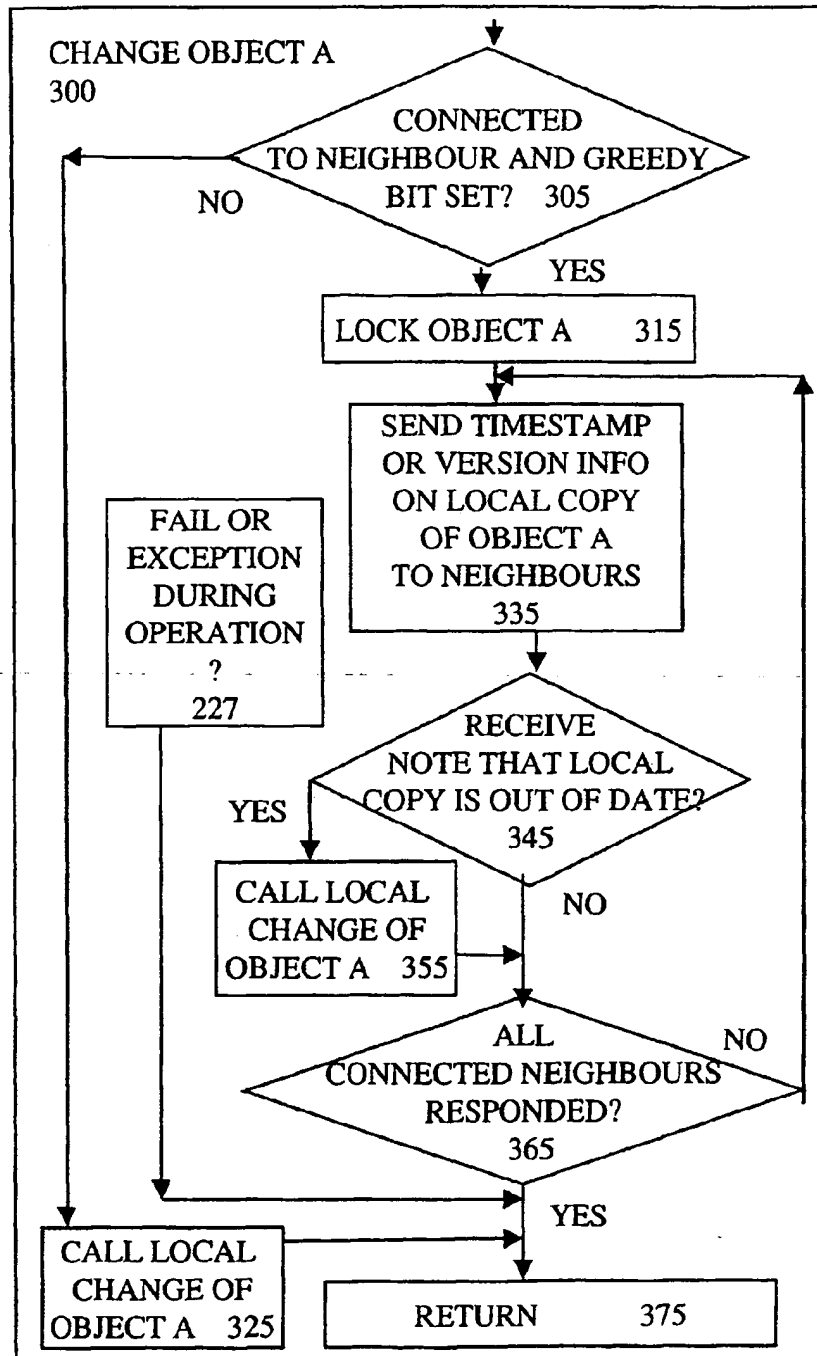 CHANGE OBJECT A
300
CONNECTED
TO NEIGHBOUR AND GREEDY
BIT SET? 305
NO
YES
LOCK OBJECT A 315
SEND TIMESTAMP
OR VERSION INFO
ON LOCAL COPY
OF OBJECT A
TO NEIGHBOURS
335
FAIL OR
EXCEPTION
DURING
OPERATION
?
227
RECEIVE
NOTE THAT LOCAL
COPY IS OUT OF DATE?
345
YES
NO
CALL LOCAL
CHANGE OF
OBJECT A 355
ALL
CONNECTED NEIGHBOURS
RESPONDED?
365
NO
YES
CALL LOCAL
CHANGE OF
OBJECT A 325
RETURN 375